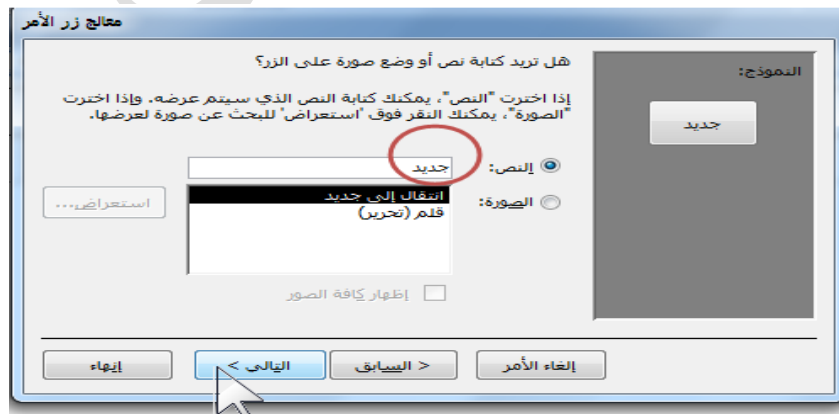 معالج زر الأمر
النموذج:
جديد
هل تريد كتابة نص أو وضع صورة على الزر؟
إذا اخترت "النص"، يمكنك كتابة النص الذي سيتم عرضه. وإذا اخترت
"الصورة"، يمكنك النقر فوق 'استعراض' للبحث عن صورة لعرضها.
النص:
جديد
الصورة:
انتقال إلى جديد
قلم (تحرير)
استعراض...
إظهار كافة الصور
إلغاء الأمر
< السابق
التالي >
إنهاء